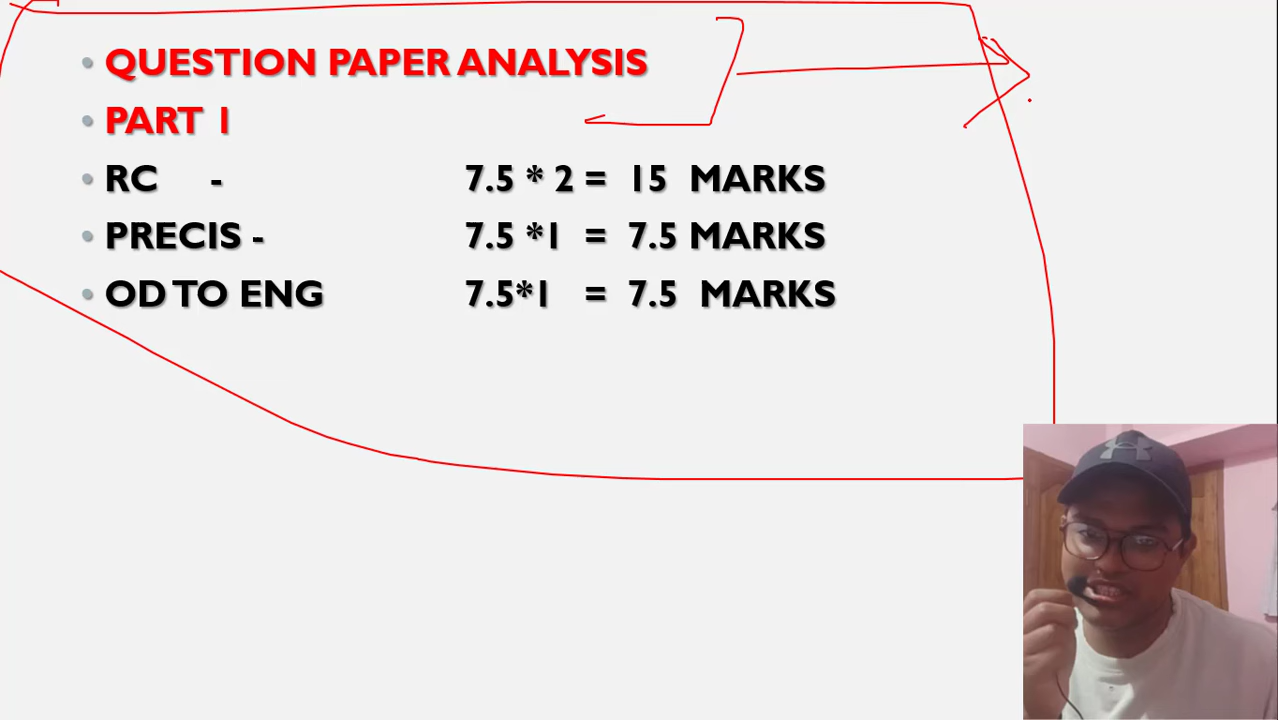 QUESTION PAPER ANALYSIS
PART 1
RC - 7.5 * 2 = 15 MARKS
PRECIS - 7.5 *1 = 7.5 MARKS
OD TO ENG 7.5*1 = 7.5 MARKS